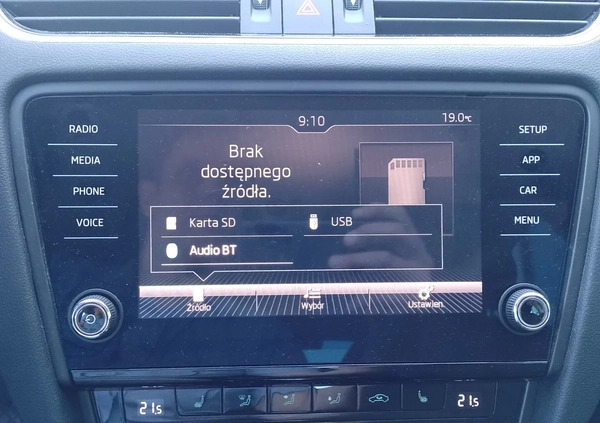 9:10
19.0°C
RADIO
MEDIA
PHONE
VOICE
SETUP
APP
CAR
MENU
Brak
dostępnego
źródła.
Karta SD
USB
Audio BT
Źródło
Wybór
Ustawien.
21.5
21.5